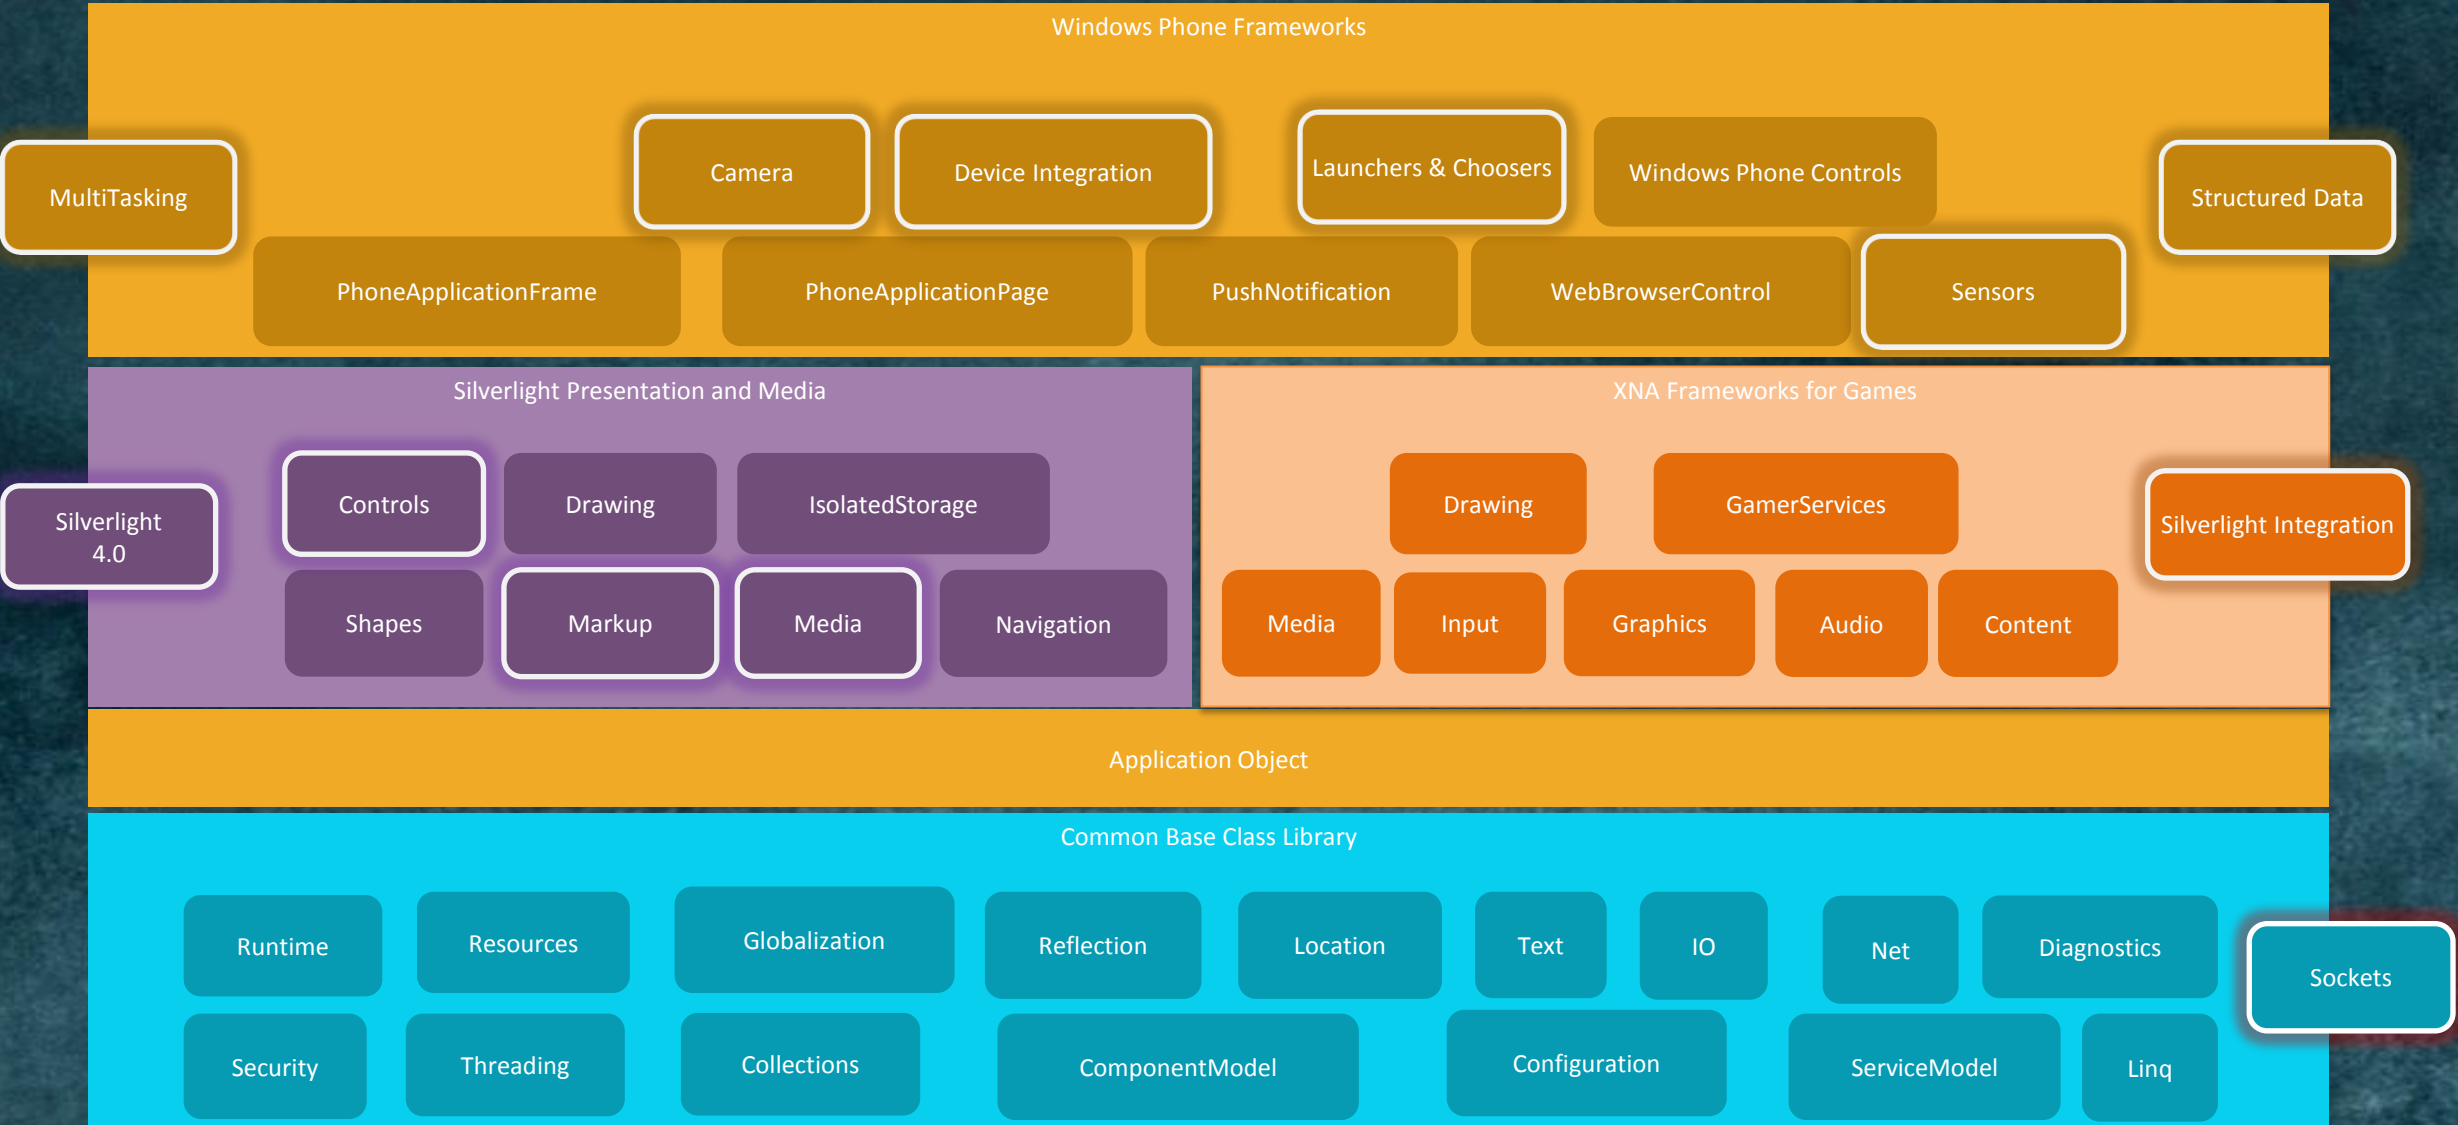 Windows Phone Frameworks
MultiTasking
Camera
Device Integration
Launchers & Choosers
Windows Phone Controls
Structured Data
PhoneApplicationFrame
PhoneApplicationPage
PushNotification
WebBrowserControl
Sensors
Silverlight Presentation and Media
Silverlight
4.0
Controls
Drawing
IsolatedStorage
Shapes
Markup
Media
Navigation
XNA Frameworks for Games
Drawing
GamerServices
Silverlight Integration
Media
Input
Graphics
Audio
Content
Application Object
Common Base Class Library
Runtime
Resources
Globalization
Reflection
Location
Text
IO
Net
Diagnostics
Sockets
Security
Threading
Collections
ComponentModel
Configuration
ServiceModel
Linq